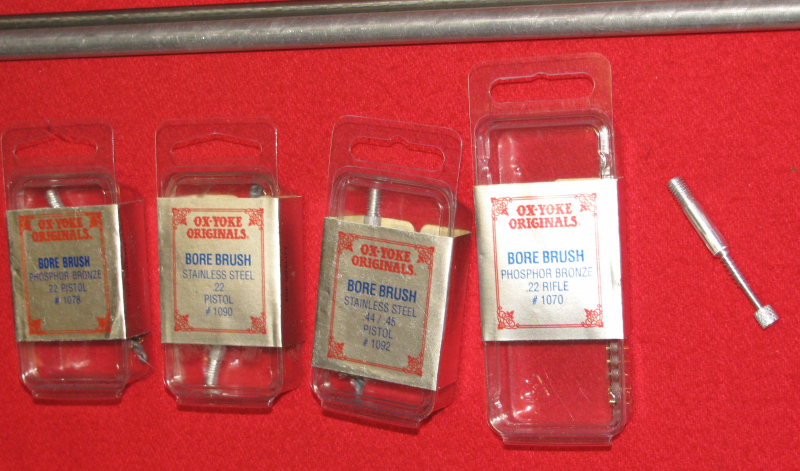 OX-YOKE
ORIGINALS.
BORE BRUSH
PHOSPHOR BRONZE
.22 PISTOL
# 1078
OX-YOKE
ORIGINALS.
BORE BRUSH
STAINLESS STEEL
.22
PISTOL
# 1090
OX-YOKE
ORIGINALS.
BORE BRUSH
STAINLESS STEEL
.44 / .45
PISTOL
# 1092
OX-YOKE
ORIGINALS.
BORE BRUSH
PHOSPHOR BRONZE
.22 RIFLE
# 1070